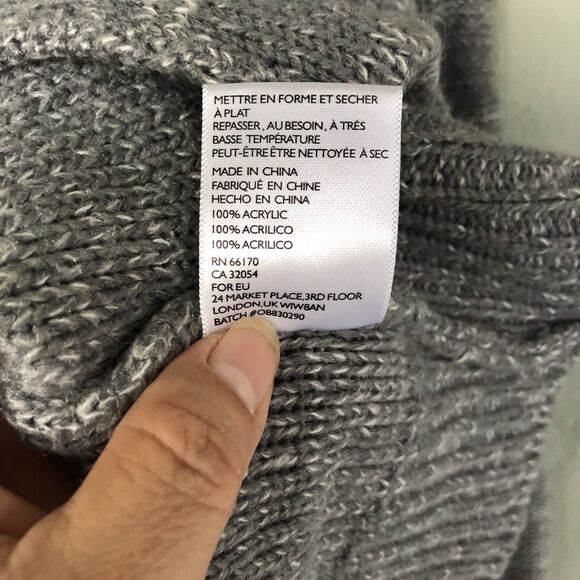 METTRE EN FORME ET SECHER
À PLAT
REPASSER, AU BESOIN, À TRÉS
BASSE TEMPÉRATURE
PEUT-ÊTRE ÊTRE NETTOYÉE À SEC
MADE IN CHINA
FABRIQUÉ EN CHINE
HECHO EN CHINA
100% ACRYLIC
100% ACRILICO
100% ACRILICO
RN 66170
CA 32054
FOR EU
24 MARKET PLACE, 3RD FLOOR
LONDON, UK W1W8AN
BATCH #OB830290